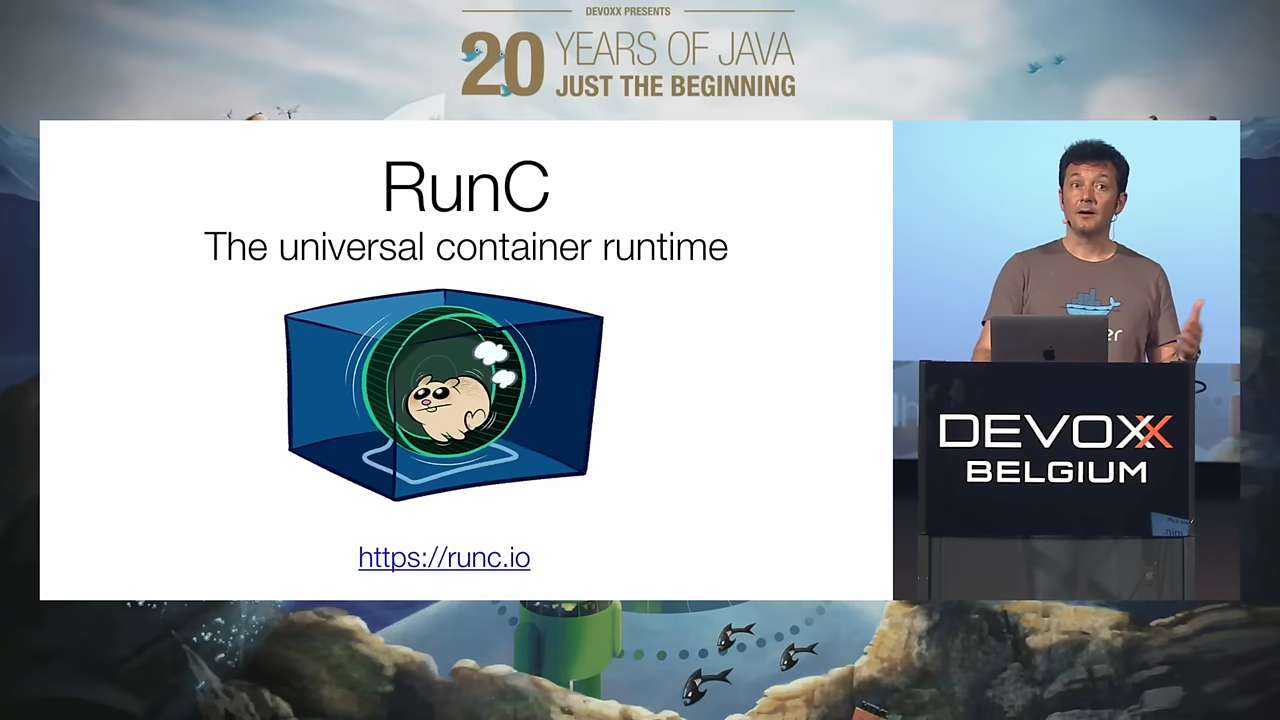 DEVOXX PRESENTS
20 YEARS OF JAVA
JUST THE BEGINNING
RunC
The universal container runtime
https://runc.io
er
DEVOXX
BELGIUM